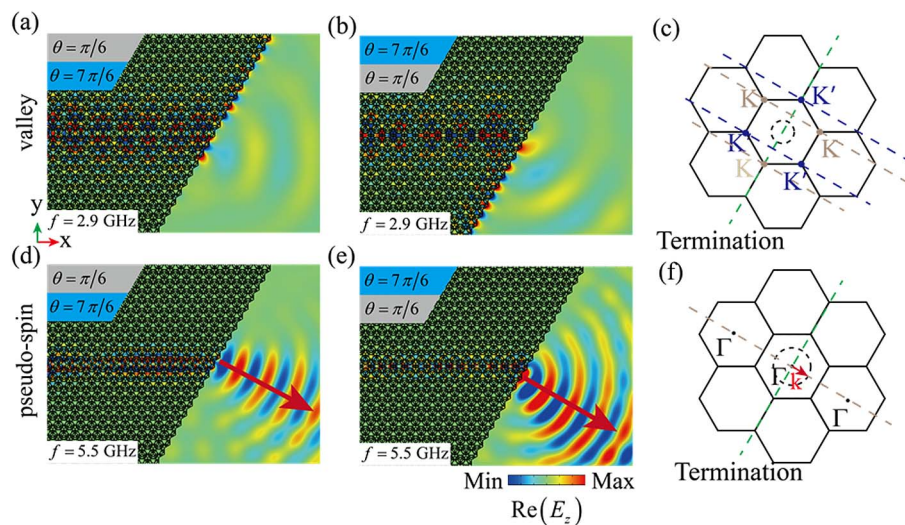 (a)
θ = π/6
θ = 7π/6
valley
y
x
f = 2.9 GHz
(b)
θ = 7π/6
θ = π/6
f = 2.9 GHz
(c)
K
K′
K
K
K
K′
Termination
(d)
θ = π/6
θ = 7π/6
pseudo-spin
f = 5.5 GHz
(e)
θ = 7π/6
θ = π/6
f = 5.5 GHz
Min
Max
Re(E_z)
(f)
Γ
Γ
k
Γ
Termination